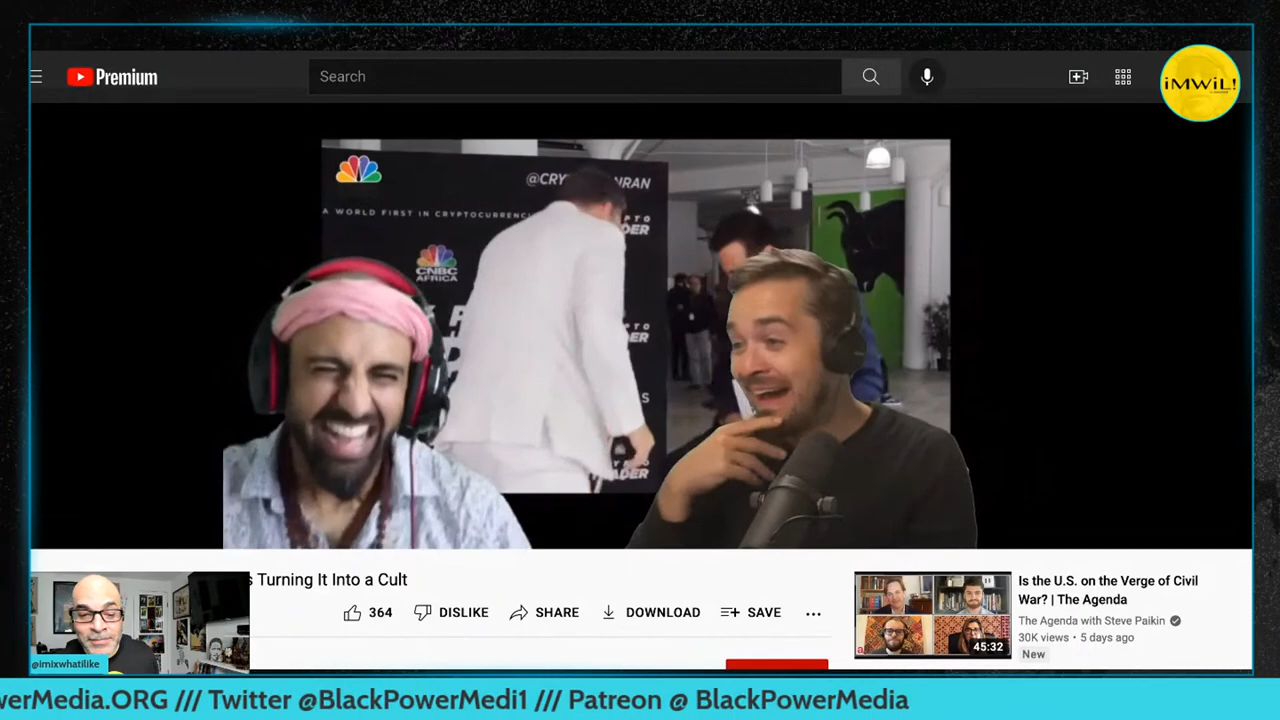 Premium
Search
iMWiL!
@CRY
NRAN
A WORLD FIRST IN CRYPTOCURRENC
CNBC
AFRICA
Turning It Into a Cult
364
DISLIKE
SHARE
DOWNLOAD
SAVE
Is the U.S. on the Verge of Civil
War? | The Agenda
The Agenda with Steve Paikin
30K views • 5 days ago
New
45:32
@imixwhatilike
werMedia.ORG /// Twitter @BlackPowerMedi1 /// Patreon @ BlackPowerMedia